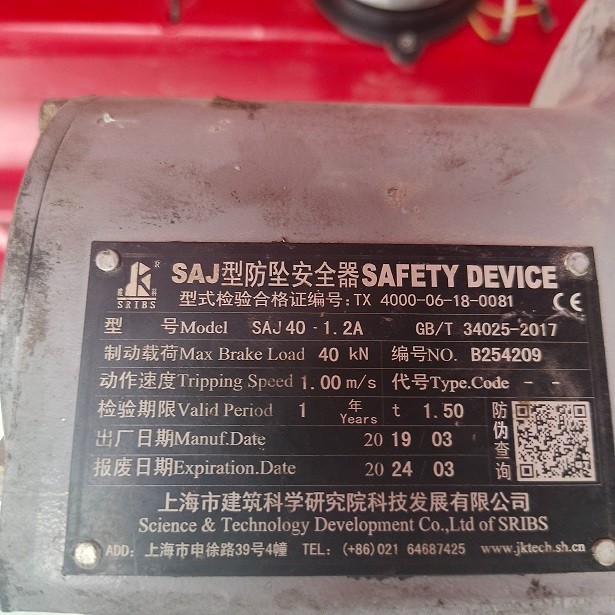 SAJ型防坠安全器SAFETY DEVICE
建科
SRIBS
R
型式检验合格证编号:TX 4000-06-18-0081
CE
型 号Model SAJ40-1.2A GB/T 34025-2017
制动载荷Max Brake Load 40 kN 编号NO. B254209
动作速度Tripping Speed 1.00 m/s 代号Type.Code - -
检验期限Valid Period 1 年Years t 1.50
出厂日期Manuf.Date 2019/03
报废日期Expiration.Date 2024/03
防伪查询
上海市建筑科学研究院科技发展有限公司
Science & Technology Development Co.,Ltd of SRIBS
ADD: 上海市申徐路39号4幢 TEL: (+86)021 64687425 www.jktech.sh.cn